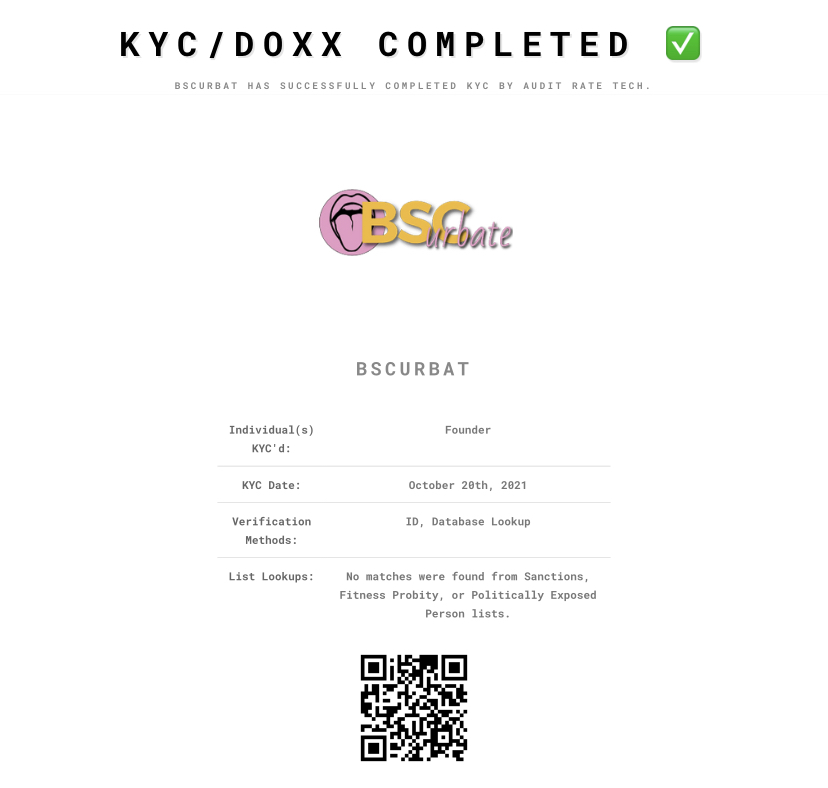 KYC/DOXX COMPLETED ✅
BSCURBAT HAS SUCCESSFULLY COMPLETED KYC BY AUDIT RATE TECH.
BSCurbate
BSCURBAT
Individual(s) KYC'd:
Founder
KYC Date:
October 20th, 2021
Verification Methods:
ID, Database Lookup
List Lookups:
No matches were found from Sanctions,
Fitness Probity, or Politically Exposed
Person lists.